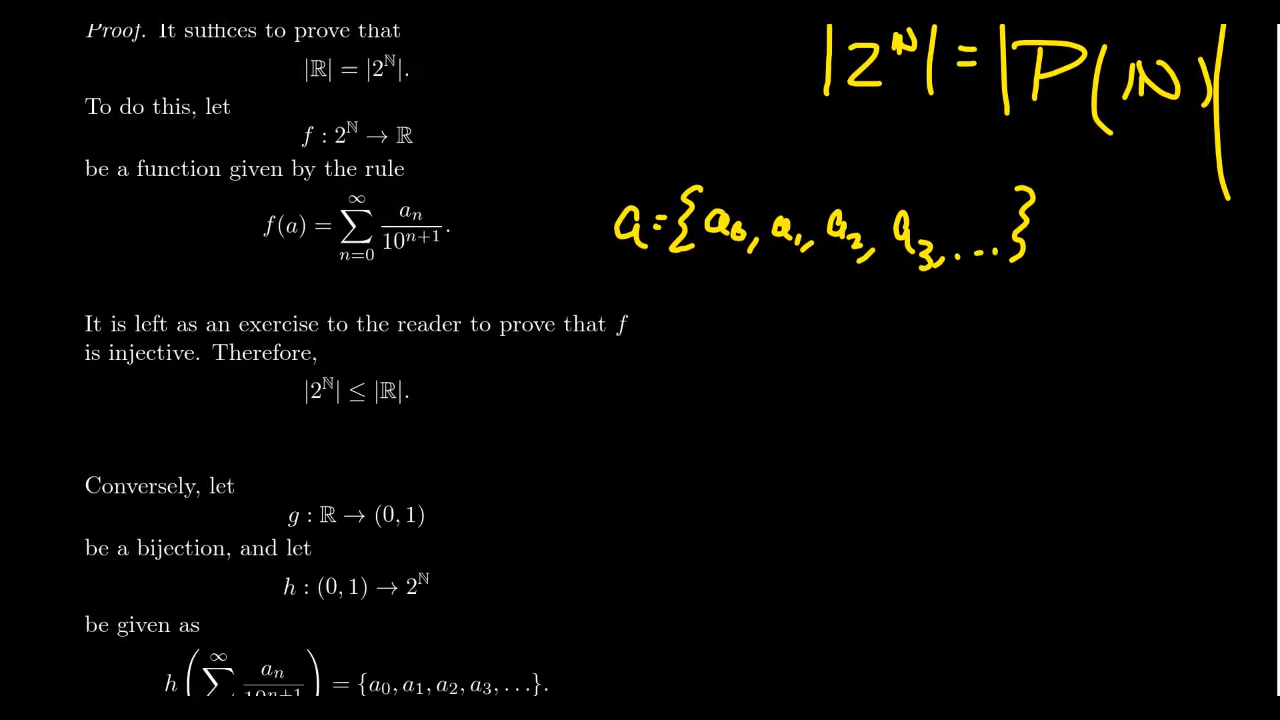 Proof. It suffices to prove that
|ℝ| = |2^ℕ|.
|2^ℕ| = |P(ℕ)|
To do this, let
f : 2^ℕ → ℝ
be a function given by the rule
f(a) = ∑_{n=0}^{∞} a_n / 10^{n+1}.
a = {a_0, a_1, a_2, a_3, ...}
It is left as an exercise to the reader to prove that f
is injective. Therefore,
|2^ℕ| ≤ |ℝ|.
Conversely, let
g : ℝ → (0, 1)
be a bijection, and let
h : (0, 1) → 2^ℕ
be given as
h(∑^{∞} a_n / 10^{n+1}) = {a_0, a_1, a_2, a_3, . . .}.